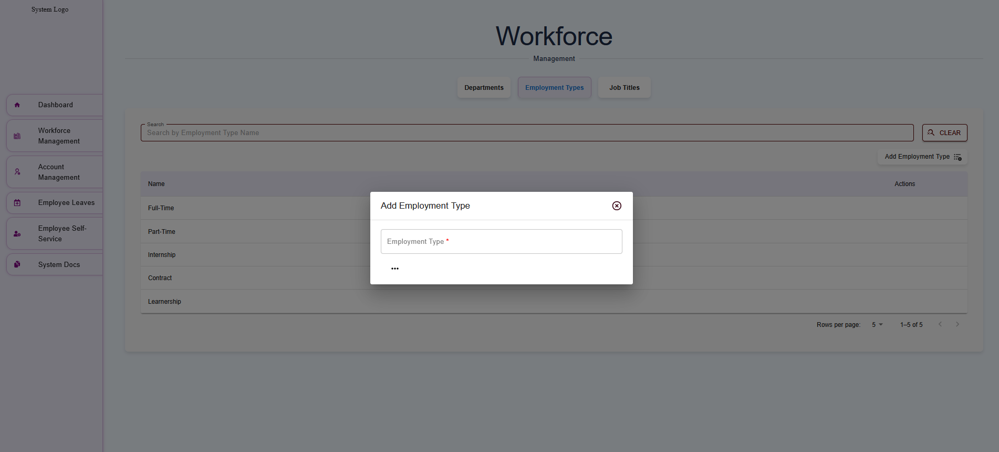 System Logo
Dashboard
Workforce
Management
Account
Management
Employee Leaves
Employee Self-
Service
System Docs
Workforce
Management
Departments
Employment Types
Job Titles
Search
Search by Employment Type Name
CLEAR
Add Employment Type
Name Actions
Full-Time
Part-Time
Internship
Contract
Learnership
Rows per page: 5 1–5 of 5
Add Employment Type
Employment Type *